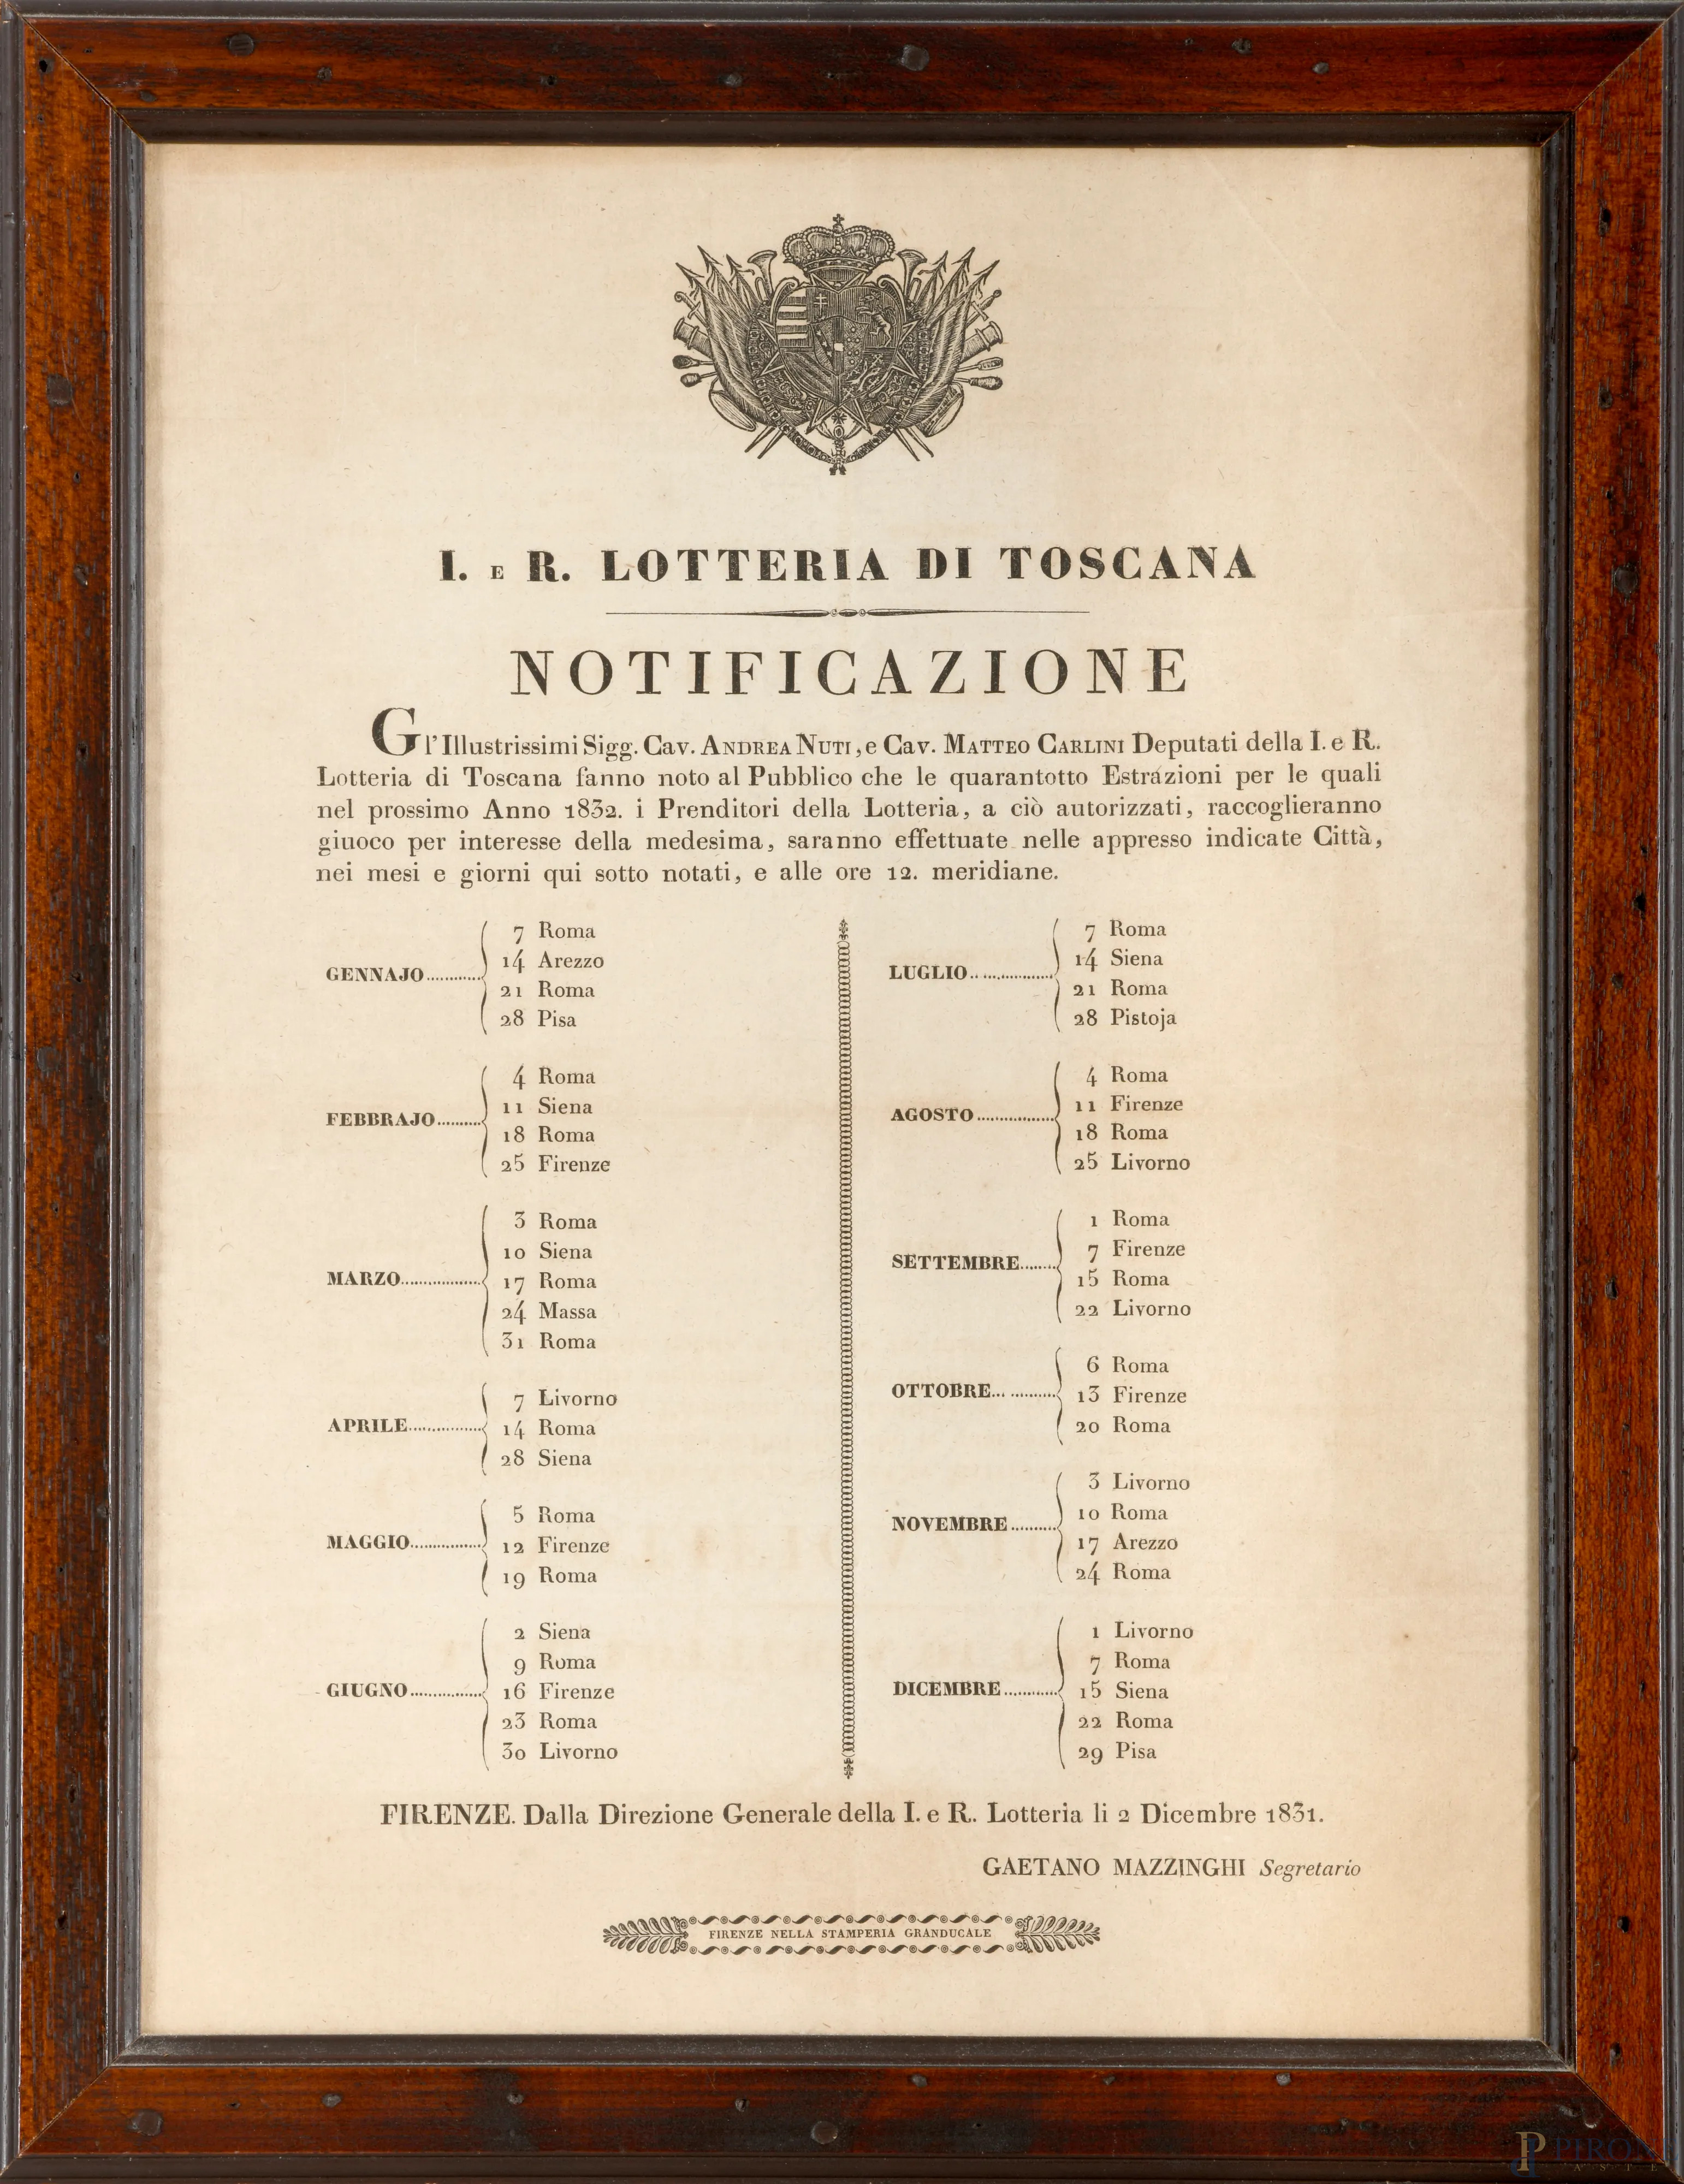 I. E R. LOTTERIA DI TOSCANA
NOTIFICAZIONE
Gl'Illustrissimi Sigg. Cav. ANDREA NUTI, e Cav. MATTEO CARLINI Deputati della I. e R.
Lotteria di Toscana fanno noto al Pubblico che le quarantotto Estrazioni per le quali
nel prossimo Anno 1832. i Prenditori della Lotteria, a ciò autorizzati, raccoglieranno
giuoco per interesse della medesima, saranno effettuate nelle appresso indicate Città,
nei mesi e giorni qui sotto notati, e alle ore 12. meridiane.
GENNAJO
7 Roma
14 Arezzo
21 Roma
28 Pisa
FEBBRAJO
4 Roma
11 Siena
18 Roma
25 Firenze
MARZO
3 Roma
10 Siena
17 Roma
24 Massa
31 Roma
APRILE
7 Livorno
14 Roma
28 Siena
MAGGIO
5 Roma
12 Firenze
19 Roma
GIUGNO
2 Siena
9 Roma
16 Firenze
23 Roma
30 Livorno
LUGLIO
7 Roma
14 Siena
21 Roma
28 Pistoja
AGOSTO
4 Roma
11 Firenze
18 Roma
25 Livorno
SETTEMBRE
1 Roma
7 Firenze
15 Roma
22 Livorno
OTTOBRE
6 Roma
13 Firenze
20 Roma
NOVEMBRE
3 Livorno
10 Roma
17 Arezzo
24 Roma
DICEMBRE
1 Livorno
7 Roma
15 Siena
22 Roma
29 Pisa
FIRENZE. Dalla Direzione Generale della I. e R. Lotteria li 2 Dicembre 1831.
GAETANO MAZZINGHI Segretario
FIRENZE NELLA STAMPERIA GRANDUCALE